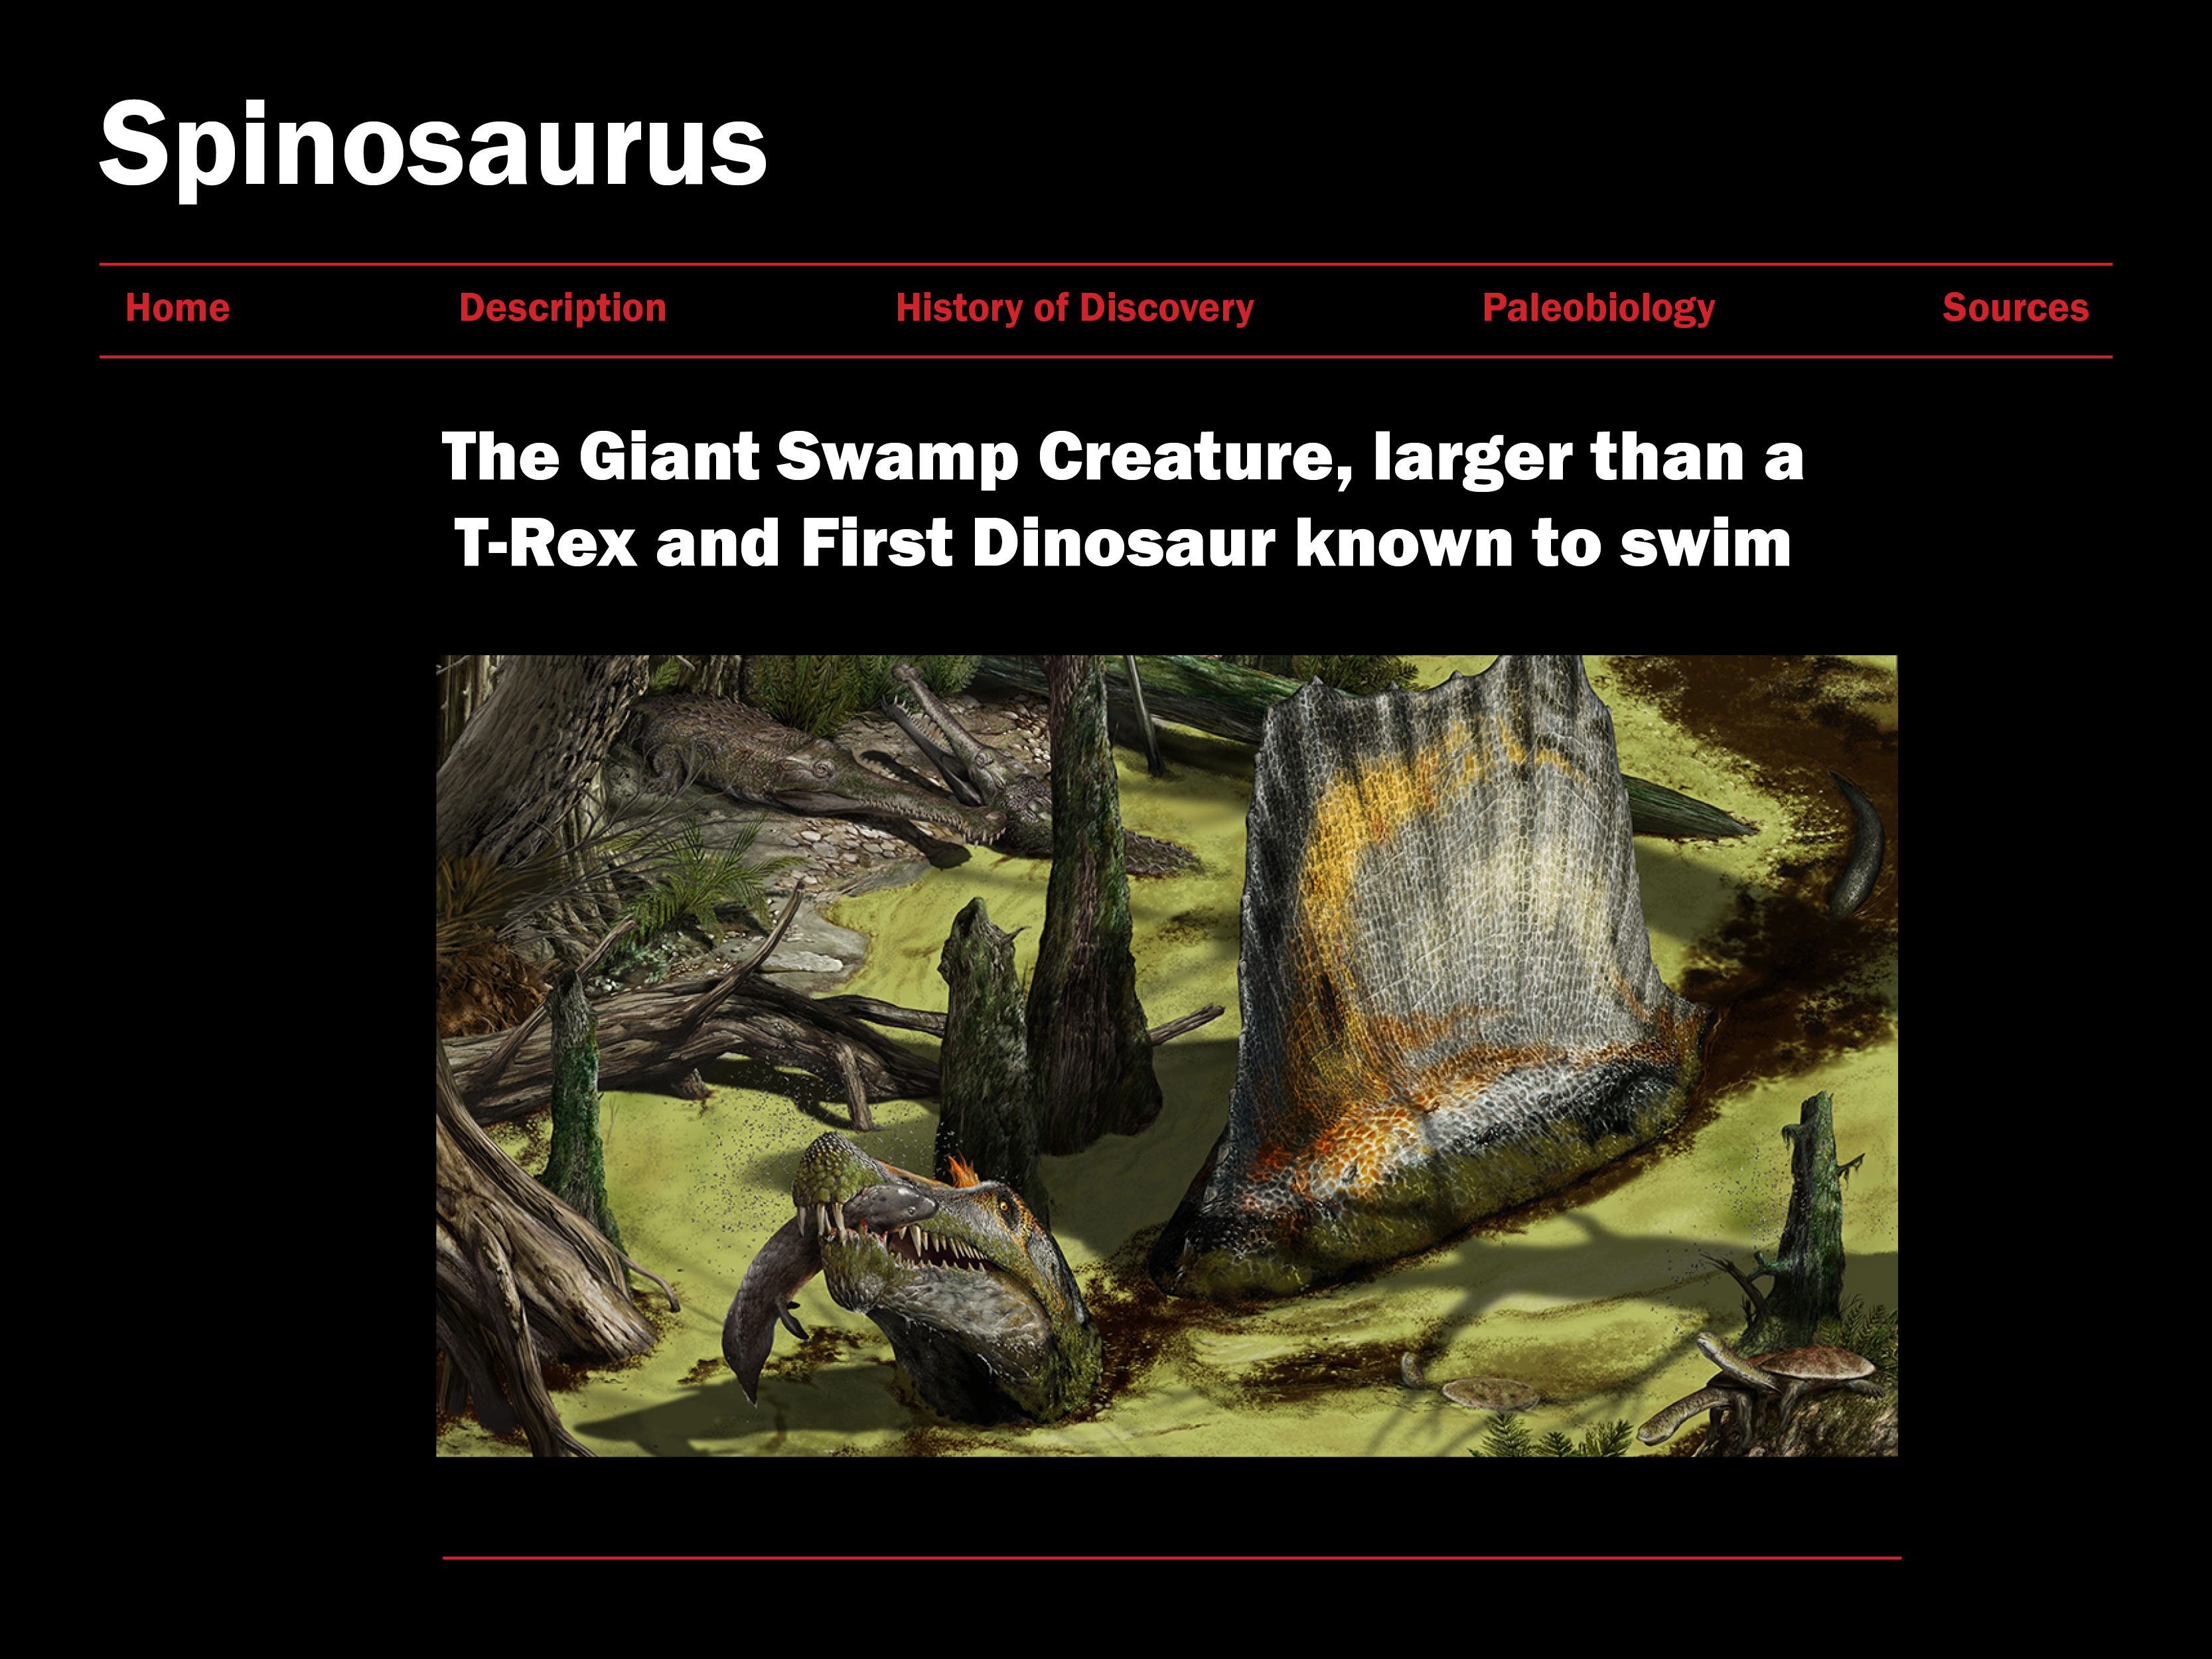 Spinosaurus
Home Description History of Discovery Paleobiology Sources
The Giant Swamp Creature, larger than a
T-Rex and First Dinosaur known to swim